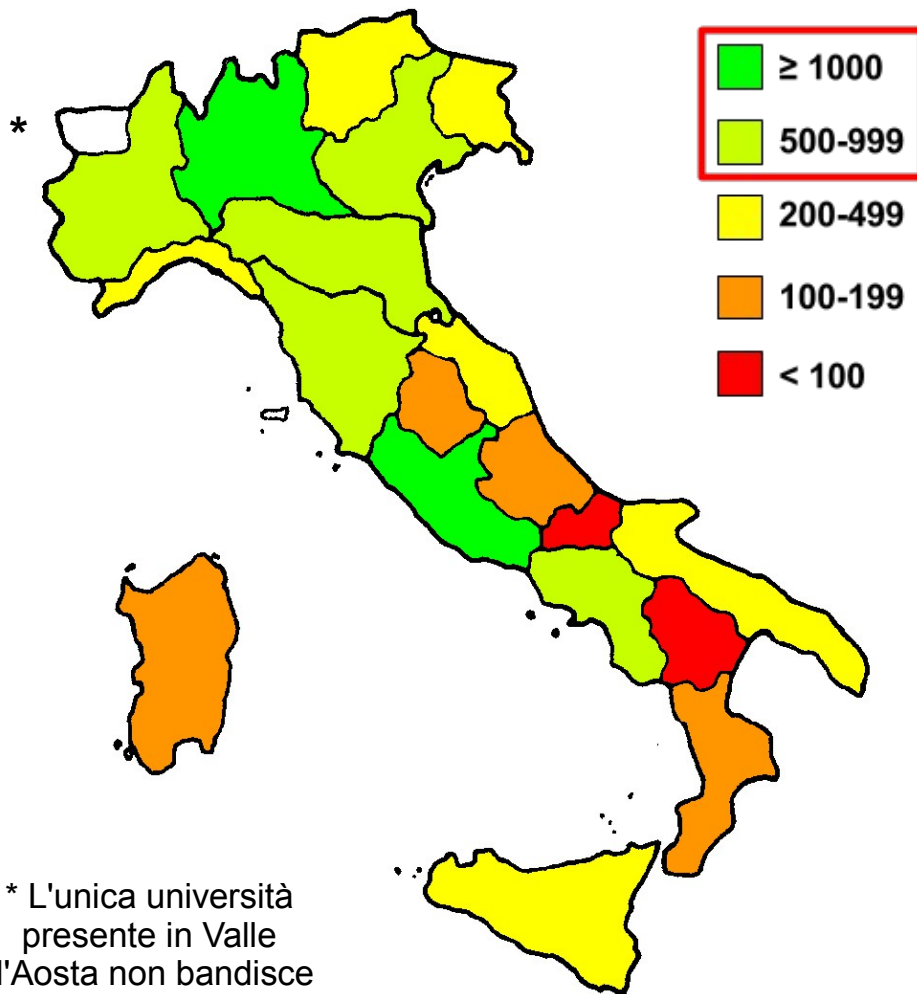 ≥ 1000
500-999
200-499
100-199
< 100
*
* L'unica università
presente in Valle
d'Aosta non bandisce